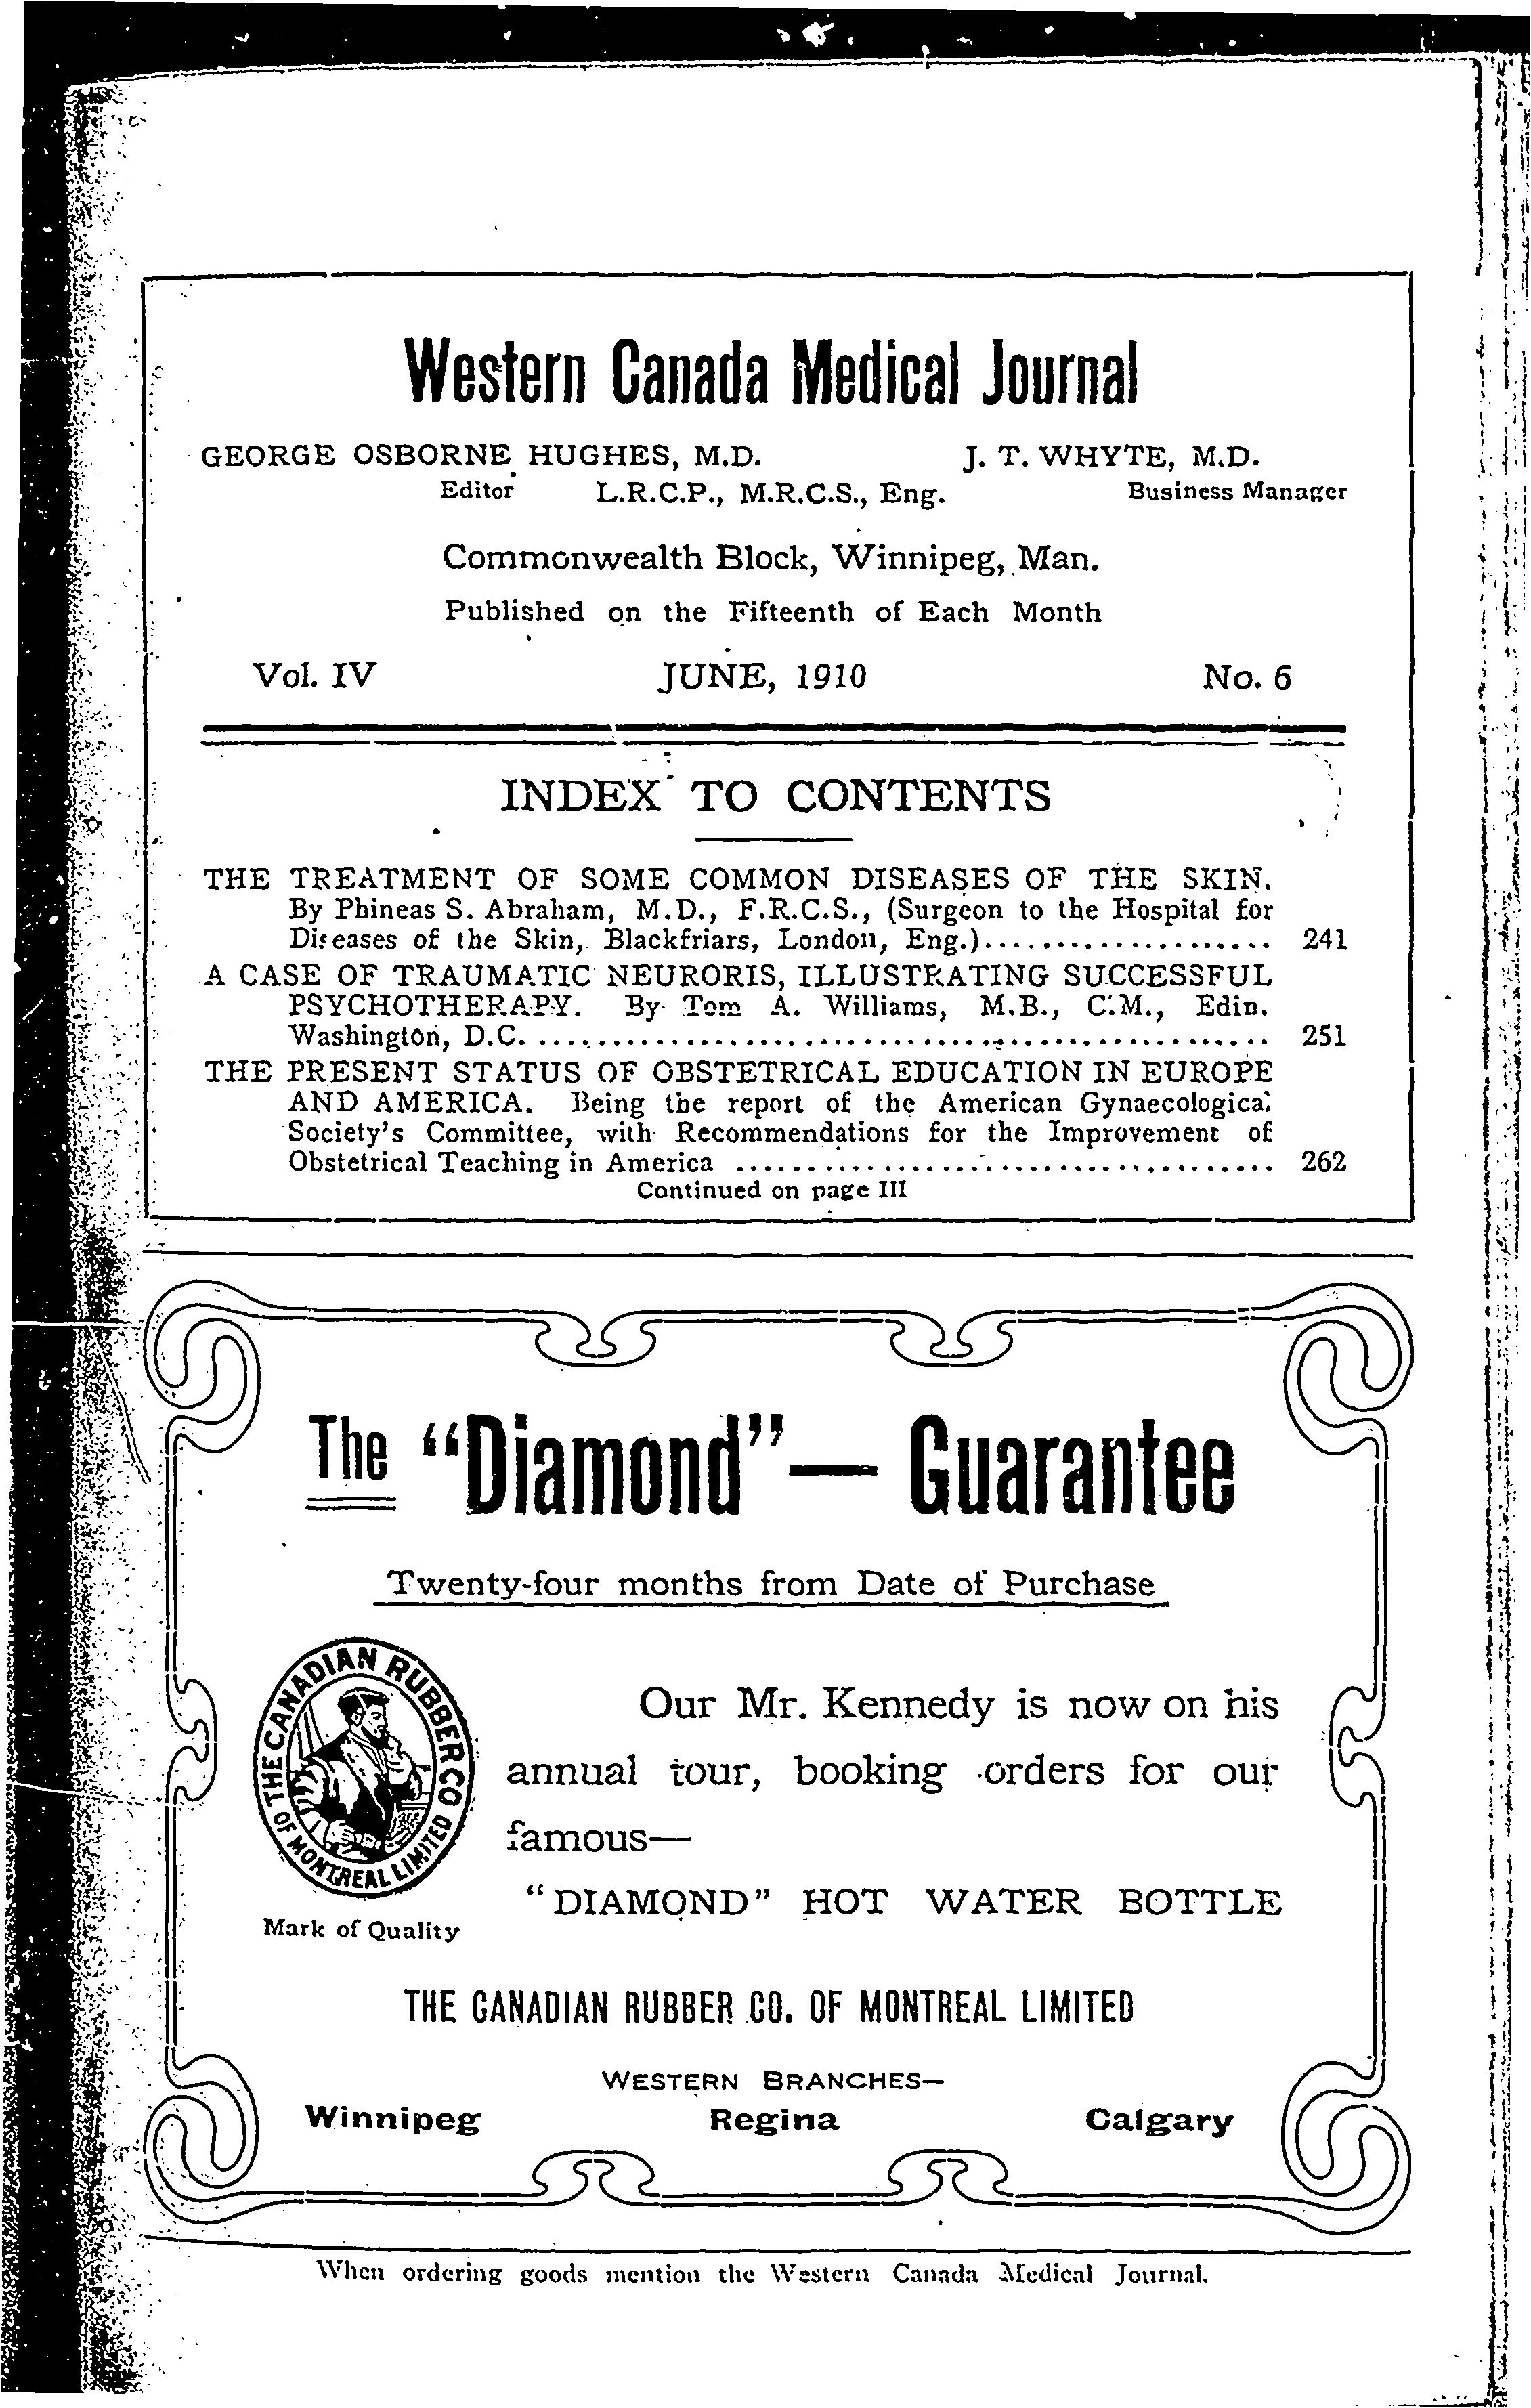 Western Canada Medical Journal
GEORGE OSBORNE HUGHES, M.D. J. T. WHYTE, M.D.
Editor L.R.C.P., M.R.C.S., Eng. Business Manager
Commonwealth Block, Winnipeg, Man.
Published on the Fifteenth of Each Month
Vol. IV JUNE, 1910 No. 6
INDEX TO CONTENTS
THE TREATMENT OF SOME COMMON DISEASES OF THE SKIN.
By Phineas S. Abraham, M.D., F.R.C.S., (Surgeon to the Hospital for
Diseases of the Skin, Blackfriars, London, Eng.).................... 241
A CASE OF TRAUMATIC NEURORIS, ILLUSTRATING SUCCESSFUL
PSYCHOTHERAPY. By Tom A. Williams, M.B., C.M., Edin.
Washington, D.C. .................................................. 251
THE PRESENT STATUS OF OBSTETRICAL EDUCATION IN EUROPE
AND AMERICA. Being the report of the American Gynaecological
Society's Committee, with Recommendations for the Improvement of
Obstetrical Teaching in America ..................................... 262
Continued on page III
The "Diamond"— Guarantee
Twenty-four months from Date of Purchase
THE CANADIAN RUBBER CO
OF MONTREAL LIMITED
Mark of Quality
Our Mr. Kennedy is now on his
annual tour, booking orders for our
famous—
"DIAMOND" HOT WATER BOTTLE
THE CANADIAN RUBBER CO. OF MONTREAL LIMITED
WESTERN BRANCHES—
Winnipeg Regina Calgary
When ordering goods mention the Western Canada Medical Journal.